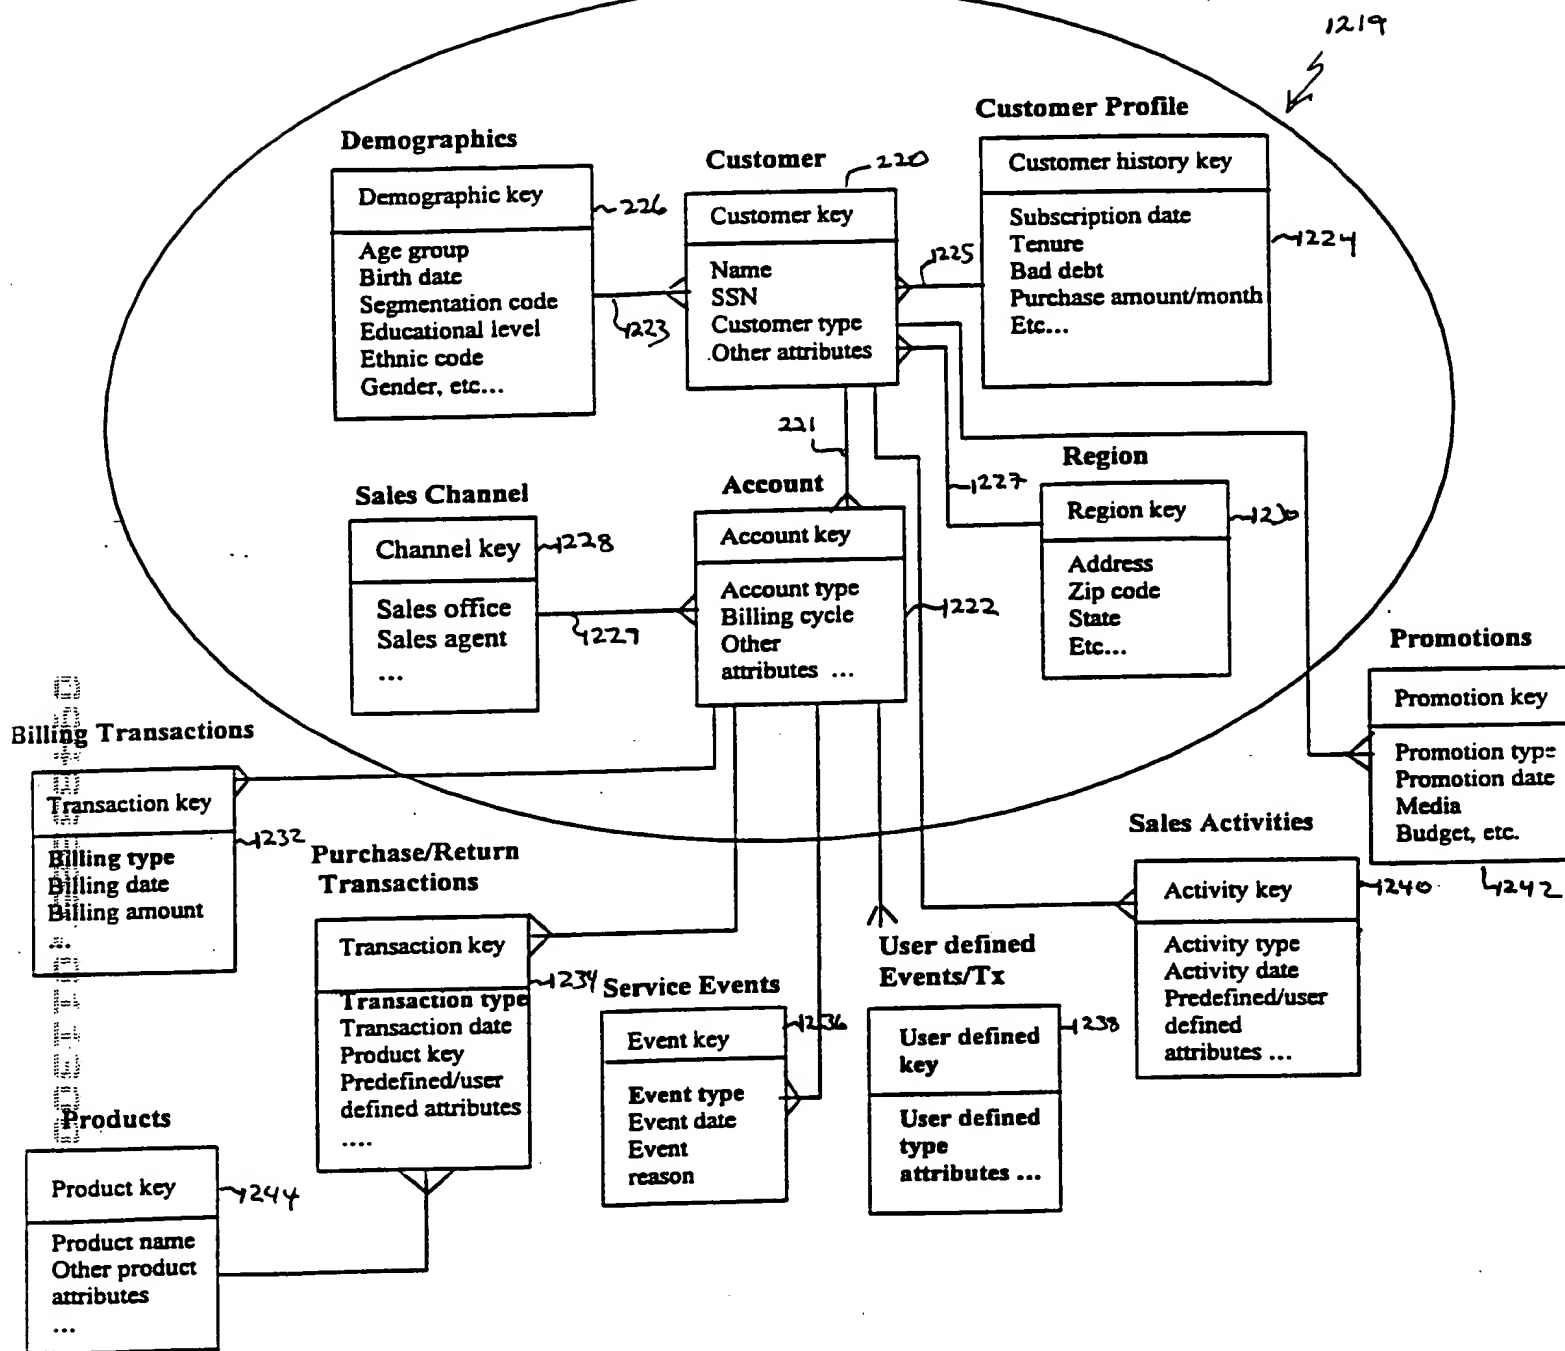 1219
Customer Profile
Customer history key
Subscription date
Tenure
Bad debt
Purchase amount/month
Etc...
1224
Demographics
Demographic key
226
Age group
Birth date
Segmentation code
Educational level
Ethnic code
Gender, etc...
1223
Customer
220
Customer key
Name
SSN
Customer type
Other attributes
1225
221
1227
Region
Region key
1230
Address
Zip code
State
Etc...
Sales Channel
Channel key
1228
Sales office
Sales agent
...
1229
Account
Account key
Account type
Billing cycle
Other
attributes ...
1222
Promotions
Promotion key
Promotion type
Promotion date
Media
Budget, etc.
1242
Billing Transactions
Transaction key
1232
Billing type
Billing date
Billing amount
...
Purchase/Return
Transactions
Transaction key
1234
Transaction type
Transaction date
Product key
Predefined/user
defined attributes
....
Service Events
1236
Event key
Event type
Event date
Event
reason
User defined
Events/Tx
1238
User defined
key
User defined
type
attributes ...
Sales Activities
Activity key
1240
Activity type
Activity date
Predefined/user
defined
attributes ...
Products
Product key
1244
Product name
Other product
attributes
...